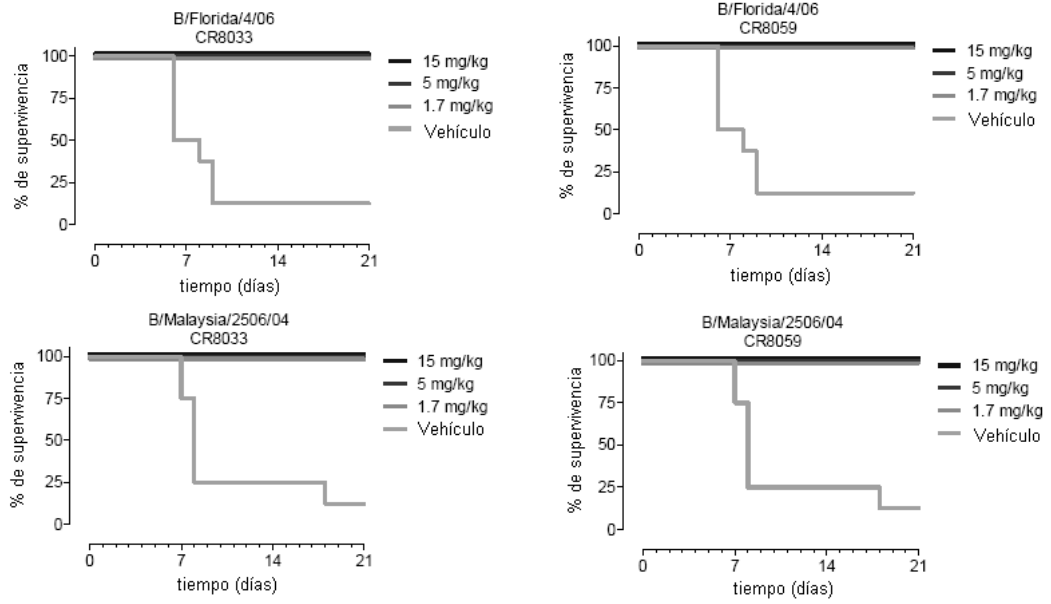 B/Florida/4/06
CR8033
% de supervivencia
100
75
50
25
0
0 7 14 21
tiempo (días)
15 mg/kg
5 mg/kg
1.7 mg/kg
Vehículo
B/Florida/4/06
CR8059
% de supervivencia
100
75
50
25
0
0 7 14 21
tiempo (días)
15 mg/kg
5 mg/kg
1.7 mg/kg
Vehículo
B/Malaysia/2506/04
CR8033
% de supervivencia
100
75
50
25
0
0 7 14 21
tiempo (días)
15 mg/kg
5 mg/kg
1.7 mg/kg
Vehículo
B/Malaysia/2506/04
CR8059
% de supervivencia
100
75
50
25
0
0 7 14 21
tiempo (días)
15 mg/kg
5 mg/kg
1.7 mg/kg
Vehículo